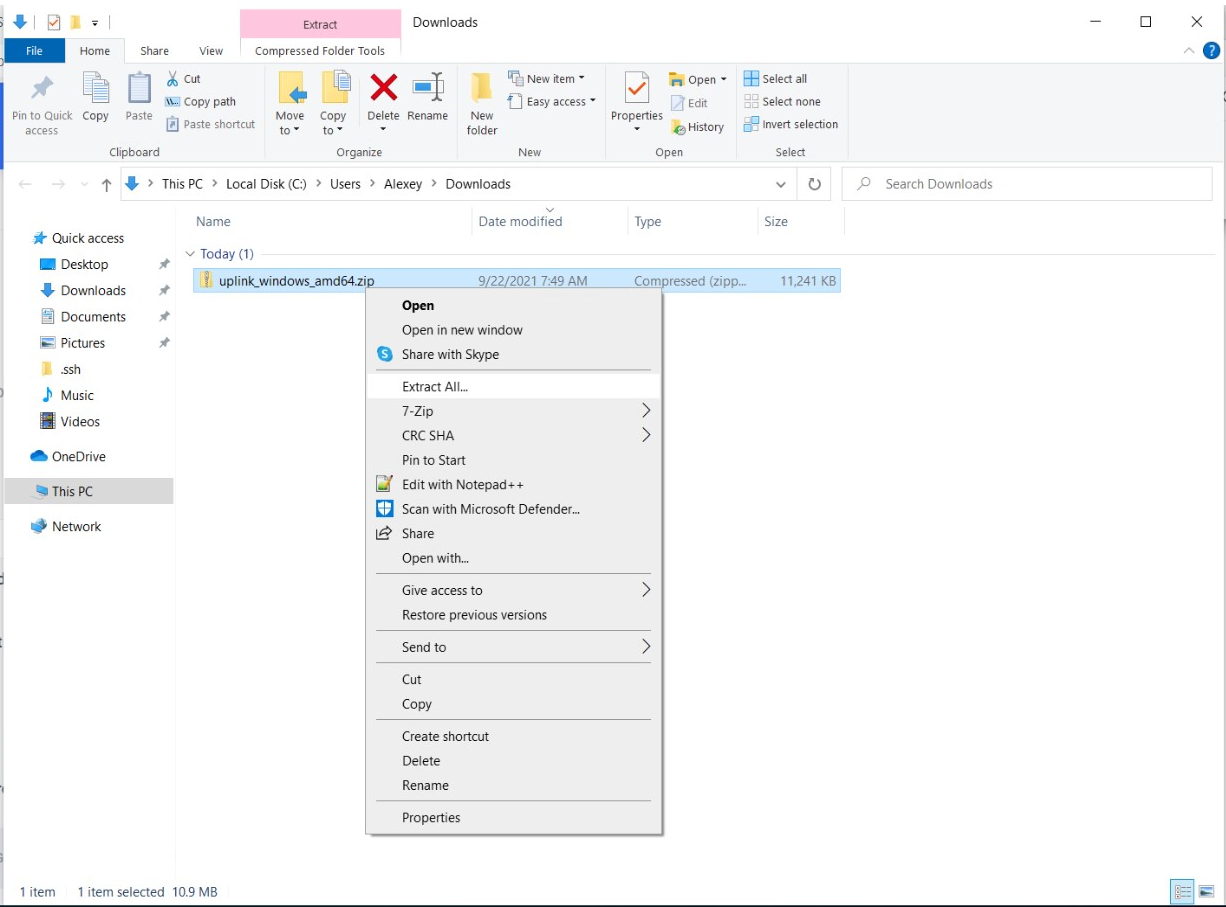 Extract
Downloads
File
Home
Share
View
Compressed Folder Tools
Pin to Quick access
Copy
Paste
Cut
Copy path
Paste shortcut
Clipboard
Move to
Copy to
Delete
Rename
Organize
New folder
New item
Easy access
New
Properties
Open
Edit
History
Open
Select all
Select none
Invert selection
Select
This PC > Local Disk (C:) > Users > Alexey > Downloads
Search Downloads
Quick access
Desktop
Downloads
Documents
Pictures
.ssh
Music
Videos
OneDrive
This PC
Network
Name
Date modified
Type
Size
Today (1)
uplink_windows_amd64.zip
9/22/2021 7:49 AM
Compressed (zipp...
11,241 KB
Open
Open in new window
Share with Skype
Extract All...
7-Zip
CRC SHA
Pin to Start
Edit with Notepad++
Scan with Microsoft Defender...
Share
Open with...
Give access to
Restore previous versions
Send to
Cut
Copy
Create shortcut
Delete
Rename
Properties
1 item
1 item selected 10.9 MB